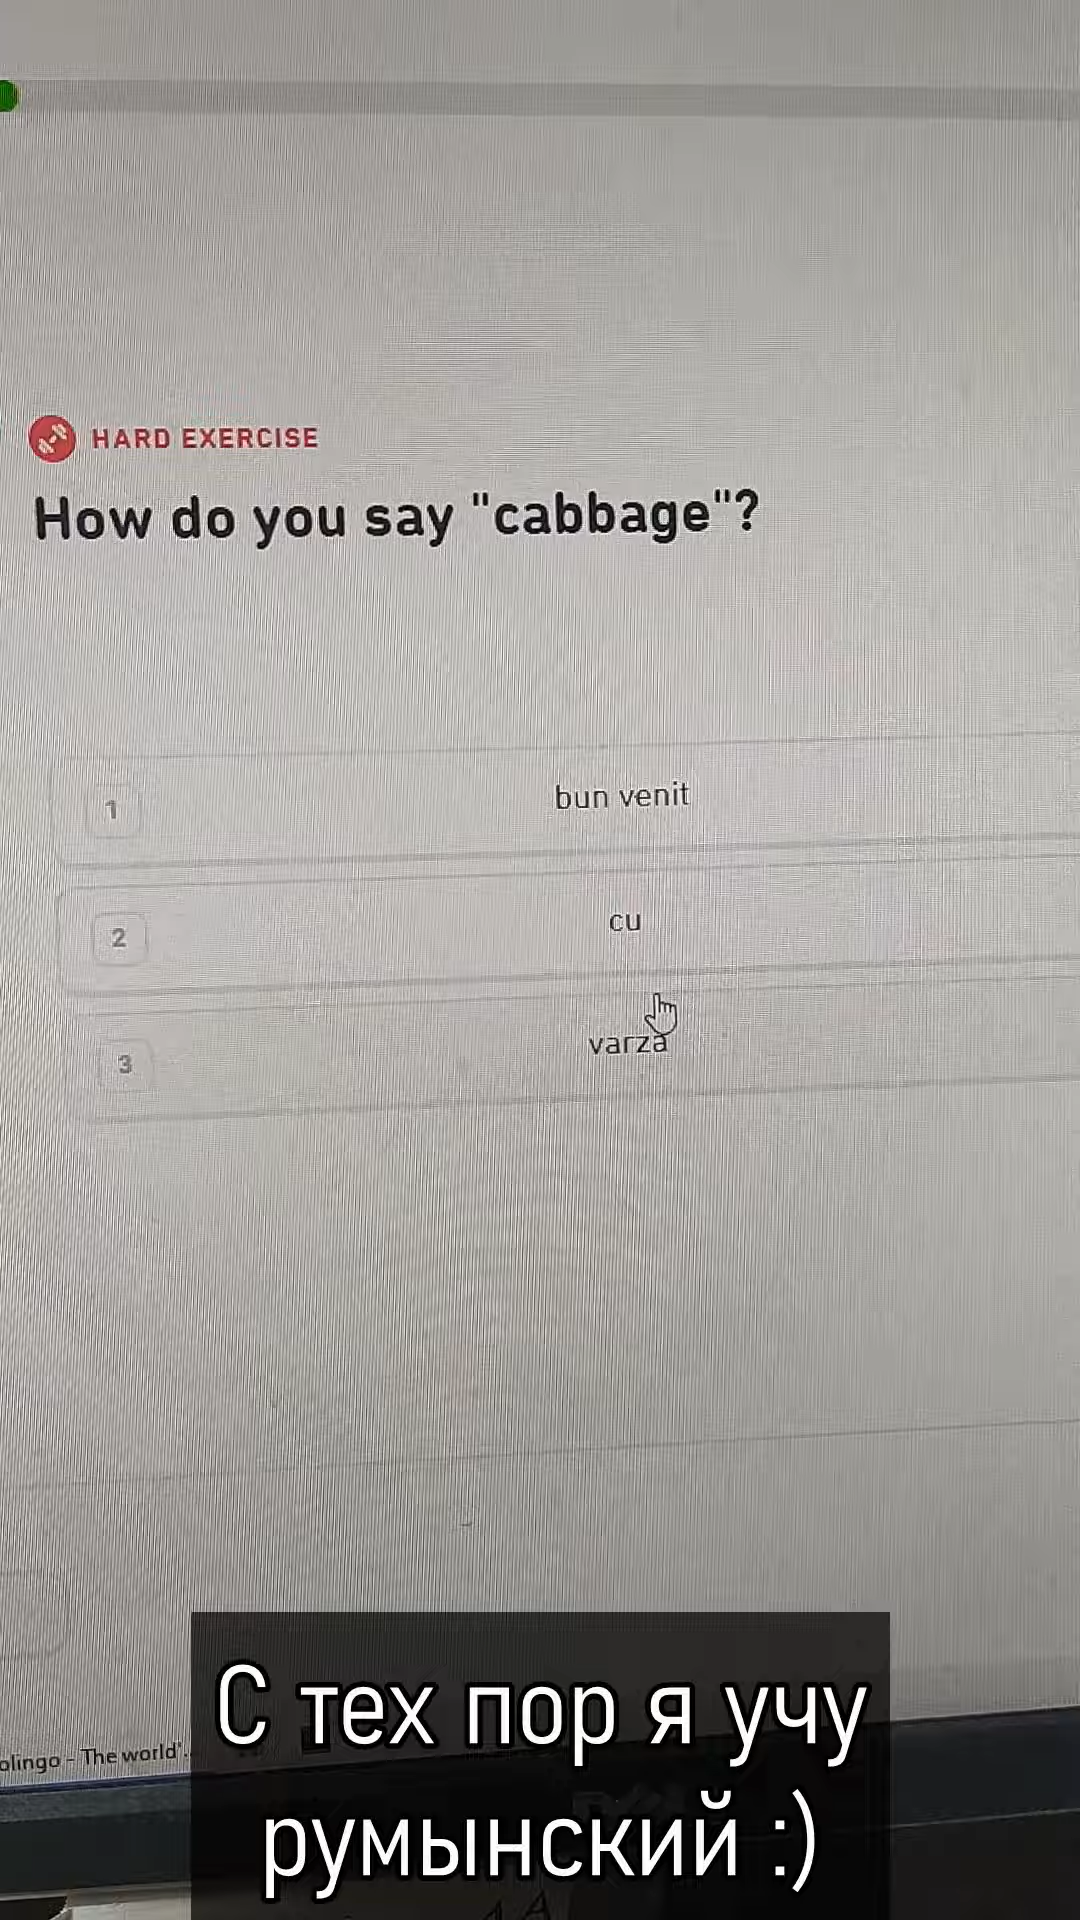 HARD EXERCISE
How do you say "cabbage"?
1
bun venit
2
cu
3
varza
olingo - The world'...
С тех пор я учу
румынский :)